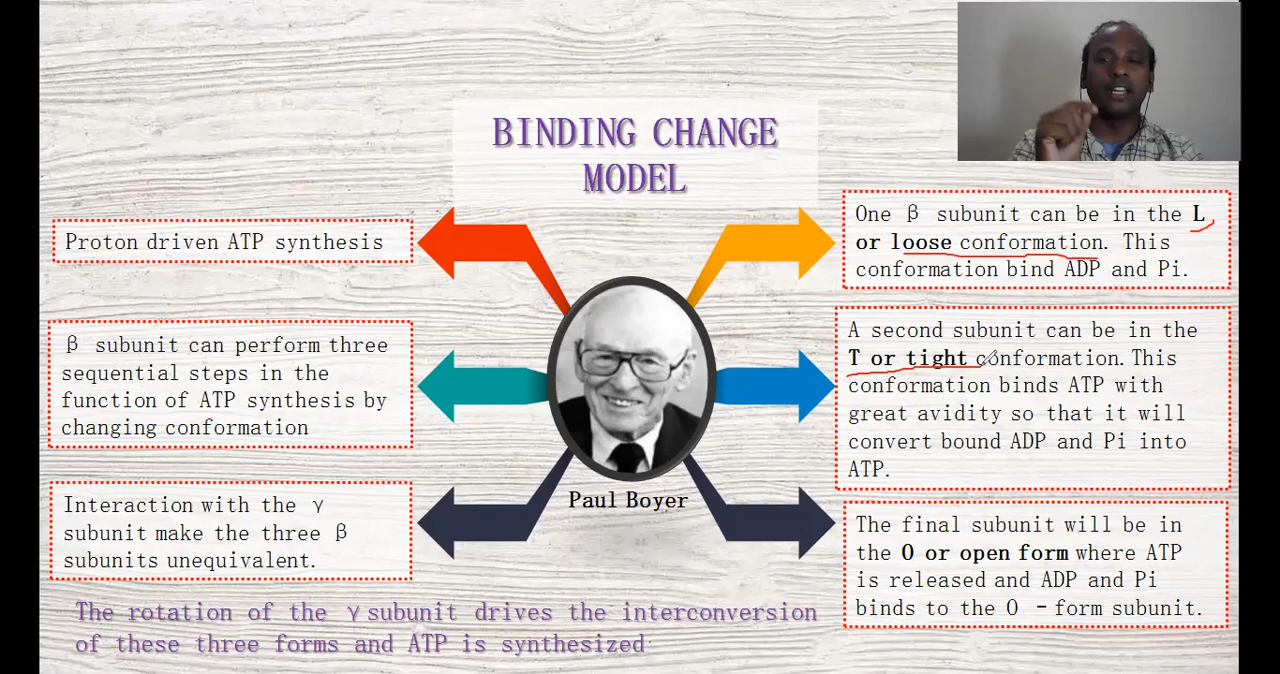 BINDING CHANGE
MODEL
Proton driven ATP synthesis
β subunit can perform three
sequential steps in the
function of ATP synthesis by
changing conformation
Interaction with the γ
subunit make the three β
subunits unequivalent.
One β subunit can be in the L
or loose conformation. This
conformation bind ADP and Pi.
A second subunit can be in the
T or tight conformation. This
conformation binds ATP with
great avidity so that it will
convert bound ADP and Pi into
ATP.
The final subunit will be in
the O or open form where ATP
is released and ADP and Pi
binds to the O - form subunit.
Paul Boyer
The rotation of the γ subunit drives the interconversion
of these three forms and ATP is synthesized